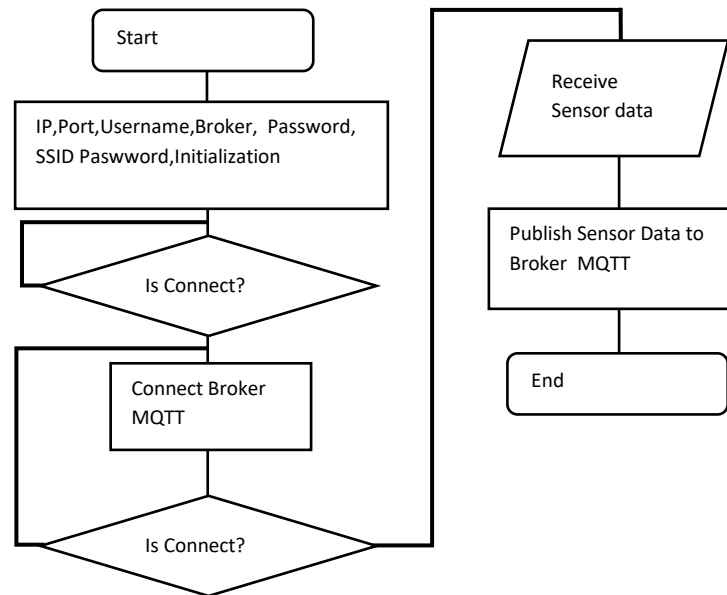 Start
IP,Port,Username,Broker, Password,
SSID Paswword,Initialization
Is Connect?
Connect Broker
MQTT
Is Connect?
Receive
Sensor data
Publish Sensor Data to
Broker MQTT
End